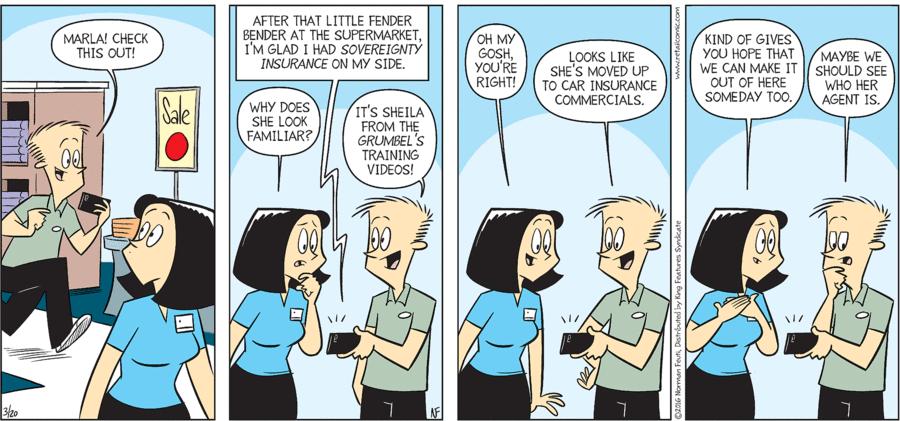 MARLA! CHECK
THIS OUT!
Sale
3/20
AFTER THAT LITTLE FENDER
BENDER AT THE SUPERMARKET,
I'M GLAD I HAD SOVEREIGNTY
INSURANCE ON MY SIDE.
WHY DOES
SHE LOOK
FAMILIAR?
IT'S SHEILA
FROM THE
GRUMBEL'S
TRAINING
VIDEOS!
NF
OH MY
GOSH,
YOU'RE
RIGHT!
LOOKS LIKE
SHE'S MOVED UP
TO CAR INSURANCE
COMMERCIALS.
www.retailcomic.com
©2016 Norman Feuti, Distributed by King Features Syndicate
KIND OF GIVES
YOU HOPE THAT
WE CAN MAKE IT
OUT OF HERE
SOMEDAY TOO.
MAYBE WE
SHOULD SEE
WHO HER
AGENT IS.